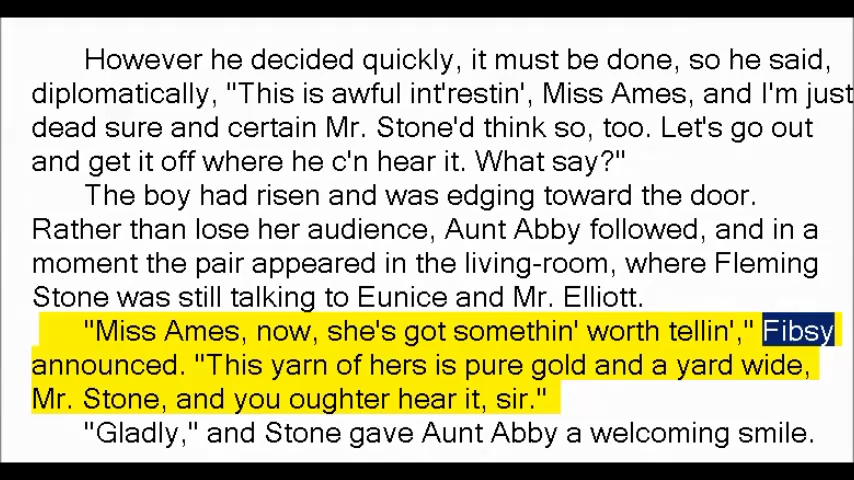 However he decided quickly, it must be done, so he said,
diplomatically, "This is awful int'restin', Miss Ames, and I'm just
dead sure and certain Mr. Stone'd think so, too. Let's go out
and get it off where he c'n hear it. What say?"
The boy had risen and was edging toward the door.
Rather than lose her audience, Aunt Abby followed, and in a
moment the pair appeared in the living-room, where Fleming
Stone was still talking to Eunice and Mr. Elliott.
"Miss Ames, now, she's got somethin' worth tellin'," Fibsy
announced. "This yarn of hers is pure gold and a yard wide,
Mr. Stone, and you oughter hear it, sir."
"Gladly," and Stone gave Aunt Abby a welcoming smile.